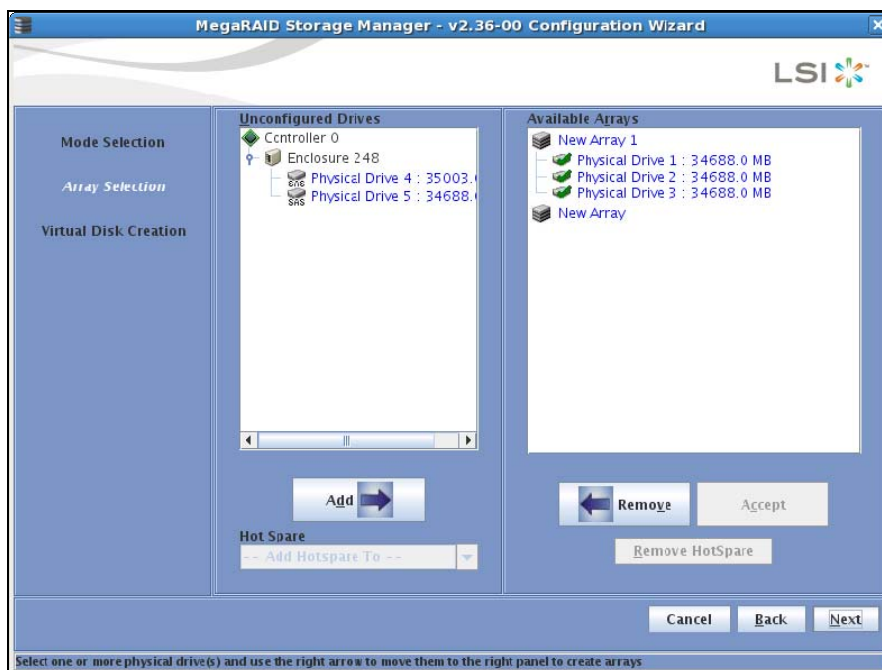 MegaRAID Storage Manager - v2.36-00 Configuration Wizard
LSI
Mode Selection
Array Selection
Virtual Disk Creation
Unconfigured Drives
Controller 0
Enclosure 248
Physical Drive 4 : 35003.
SAS
Physical Drive 5 : 34688.
SAS
Add
Hot Spare
-- Add Hotspare To --
Available Arrays
New Array 1
Physical Drive 1 : 34688.0 MB
Physical Drive 2 : 34688.0 MB
Physical Drive 3 : 34688.0 MB
New Array
Remove
Accept
Remove HotSpare
Cancel
Back
Next
Select one or more physical drive(s) and use the right arrow to move them to the right panel to create arrays